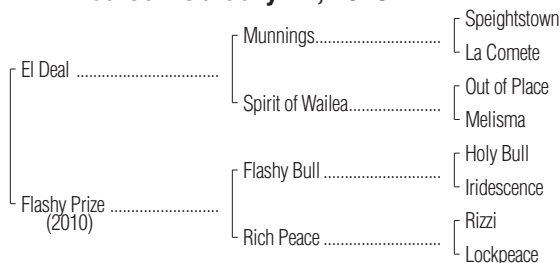 Speightstown
Munnings
La Comete
El Deal
Out of Place
Spirit of Wailea
Melisma
Holy Bull
Flashy Bull
Iridescence
Flashy Prize
(2010)
Rizzi
Rich Peace
Lockpeace